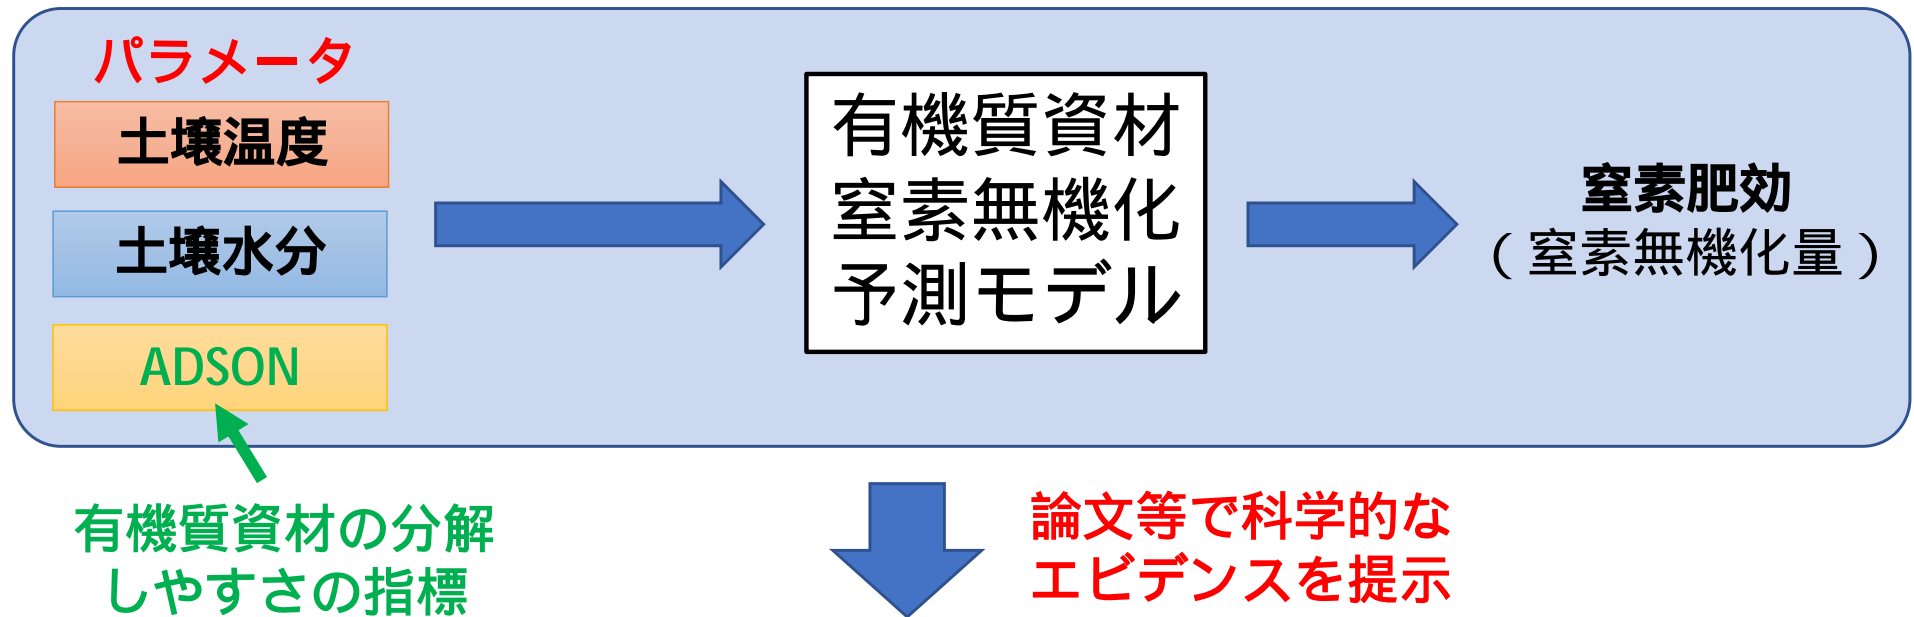 パラメータ
土壌温度
土壌水分
ADSON
有機質資材の分解
しやすさの指標
有機質資材
窒素無機化
予測モデル
窒素肥効
（窒素無機化量）
論文等で科学的な
エビデンスを提示